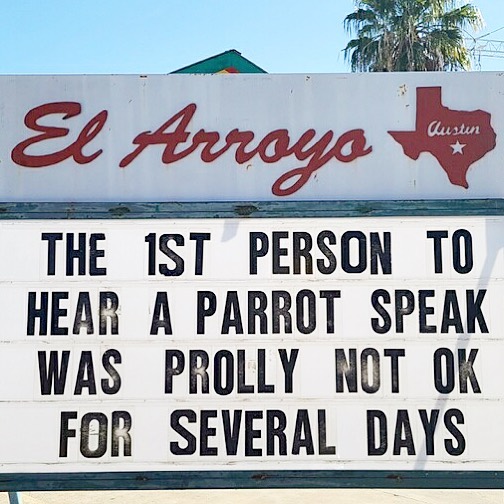 El Arroyo
Austin
THE 1ST PERSON TO
HEAR A PARROT SPEAK
WAS PROLLY NOT OK
FOR SEVERAL DAYS